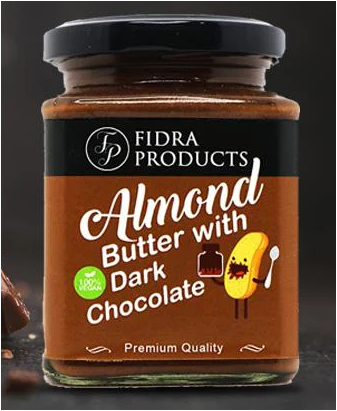 FP
FIDRA
PRODUCTS
Almond
Butter with
Dark
Chocolate
100%
VEGAN
Premium Quality